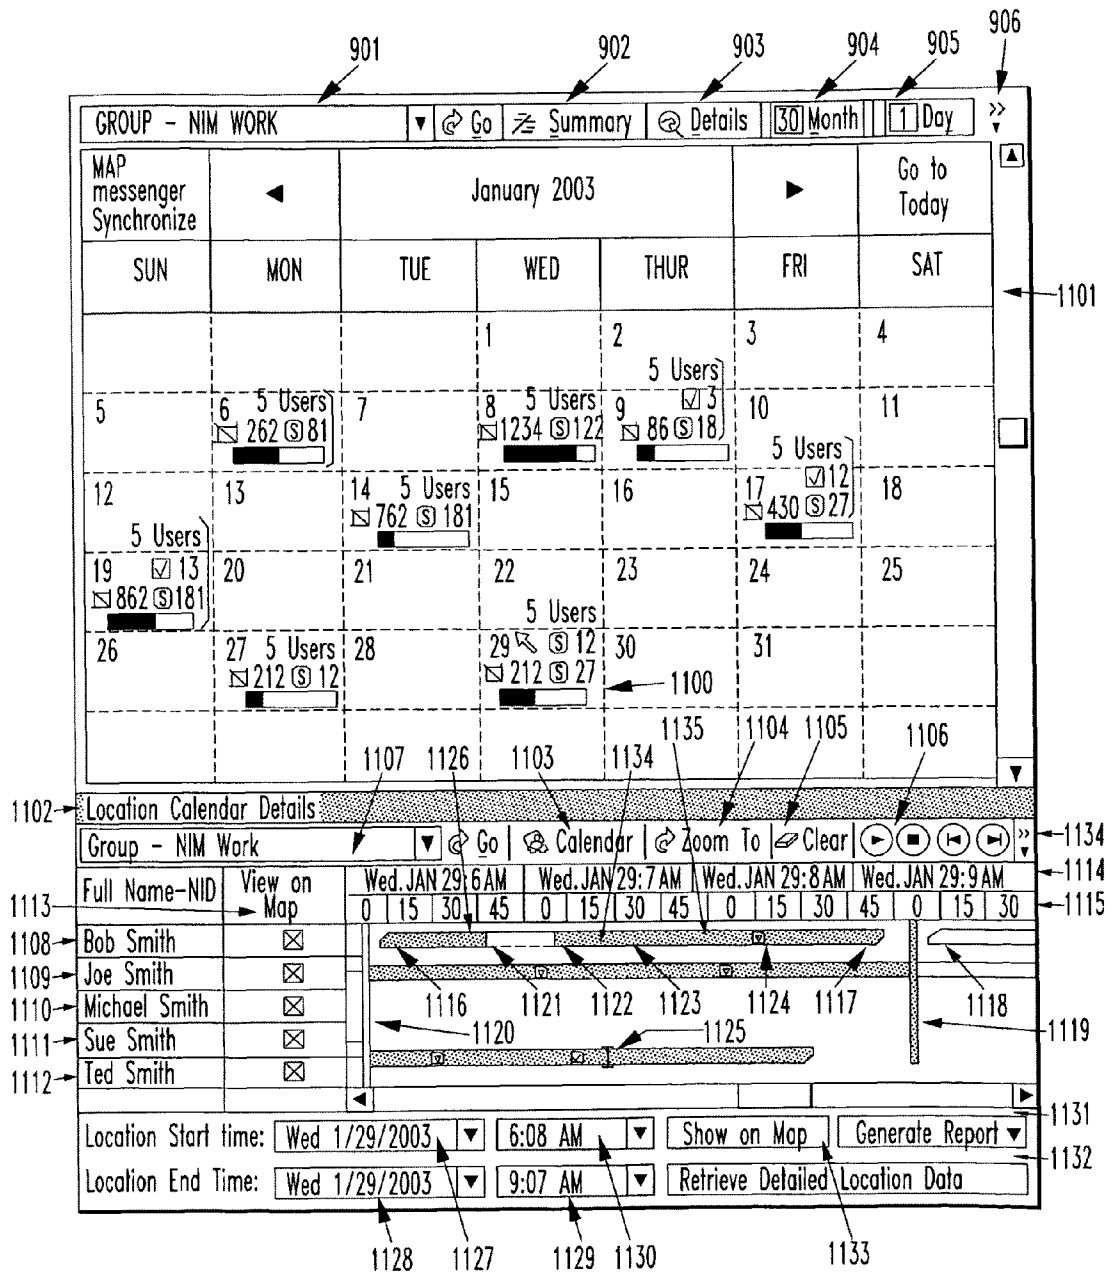 901 902 903 904 905 906
GROUP - NIM WORK Go Summary Details 30 Month 1 Day >>
MAP messenger Synchronize January 2003 Go to Today
SUN MON TUE WED THUR FRI SAT
1101
1 2 3 4
5 Users
5 6 5 Users 7 8 5 Users 9 3 10 11
262 S 81 1234 S 122 86 S 18
5 Users
12 13 14 5 Users 15 16 17 12 18
762 S 181 430 S 27
5 Users
19 13 20 21 22 23 24 25
862 S 181
5 Users
26 27 5 Users 28 29 S 12 30 31
212 S 12 212 S 27
1100
1107 1126 1103 1134 1135 1104 1105 1106
1102 Location Calendar Details
Group - NIM Work Go Calendar Zoom To Clear >> 1134
Full Name-NID View on Map Wed.JAN 29:6AM Wed.JAN 29:7AM Wed.JAN 29:8AM Wed.JAN 29:9AM 1114
1113 0 15 30 45 0 15 30 45 0 15 30 45 0 15 30 1115
1108 Bob Smith
1109 Joe Smith
1116 1121 1122 1123 1124 1117 1118
1110 Michael Smith
1120 1125 1119
1111 Sue Smith
1112 Ted Smith
1131
Location Start time: Wed 1/29/2003 6:08 AM Show on Map Generate Report
1132
Location End Time: Wed 1/29/2003 9:07 AM Retrieve Detailed Location Data
1128 1127 1129 1130 1133